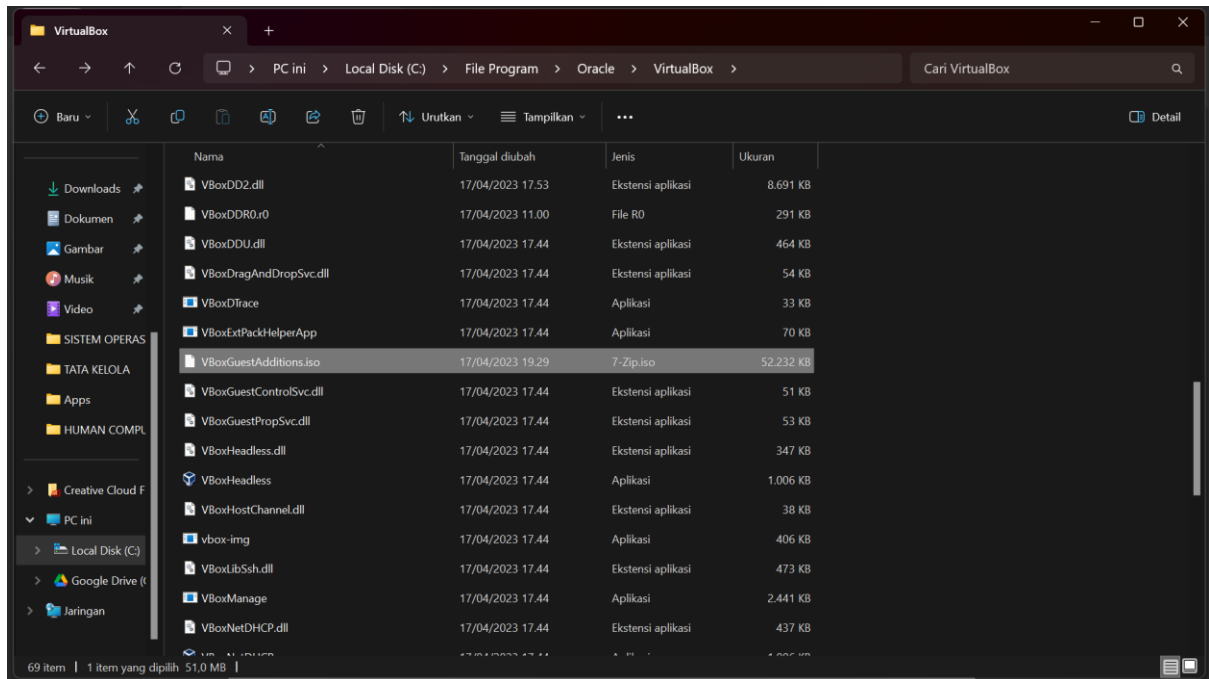 VirtualBox
PC ini > Local Disk (C:) > File Program > Oracle > VirtualBox >
Cari VirtualBox
Baru
Urutkan
Tampilkan
Detail
Nama Tanggal diubah Jenis Ukuran
Downloads
Dokumen
Gambar
Musik
Video
SISTEM OPERAS
TATA KELOLA
Apps
HUMAN COMPU
Creative Cloud F
PC ini
Local Disk (C:)
Google Drive (
Jaringan
VBoxDD2.dll 17/04/2023 17.53 Ekstensi aplikasi 8.691 KB
VBoxDDR0.r0 17/04/2023 11.00 File R0 291 KB
VBoxDDU.dll 17/04/2023 17.44 Ekstensi aplikasi 464 KB
VBoxDragAndDropSvc.dll 17/04/2023 17.44 Ekstensi aplikasi 54 KB
VBoxDTrace 17/04/2023 17.44 Aplikasi 33 KB
VBoxExtPackHelperApp 17/04/2023 17.44 Aplikasi 70 KB
VBoxGuestAdditions.iso 17/04/2023 19.29 7-Zip.iso 52.232 KB
VBoxGuestControlSvc.dll 17/04/2023 17.44 Ekstensi aplikasi 51 KB
VBoxGuestPropSvc.dll 17/04/2023 17.44 Ekstensi aplikasi 53 KB
VBoxHeadless.dll 17/04/2023 17.44 Ekstensi aplikasi 347 KB
VBoxHeadless 17/04/2023 17.44 Aplikasi 1.006 KB
VBoxHostChannel.dll 17/04/2023 17.44 Ekstensi aplikasi 38 KB
vbox-img 17/04/2023 17.44 Aplikasi 406 KB
VBoxLibSsh.dll 17/04/2023 17.44 Ekstensi aplikasi 473 KB
VBoxManage 17/04/2023 17.44 Aplikasi 2.441 KB
VBoxNetDHCP.dll 17/04/2023 17.44 Ekstensi aplikasi 437 KB
69 item 1 item yang dipilih 51,0 MB